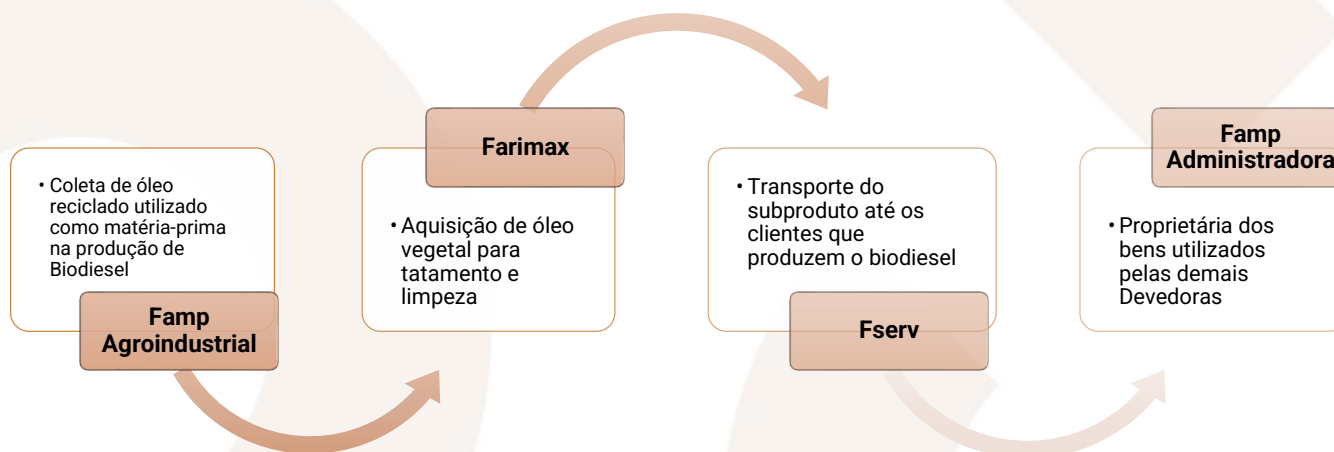 • Coleta de óleo
reciclado utilizado
como matéria-prima
na produção de
Biodiesel
Famp
Agroindustrial
Farimax
• Aquisição de óleo
vegetal para
tatamento e
limpeza
• Transporte do
subproduto até os
clientes que
produzem o biodiesel
Fserv
Famp
Administradora
• Proprietária dos
bens utilizados
pelas demais
Devedoras